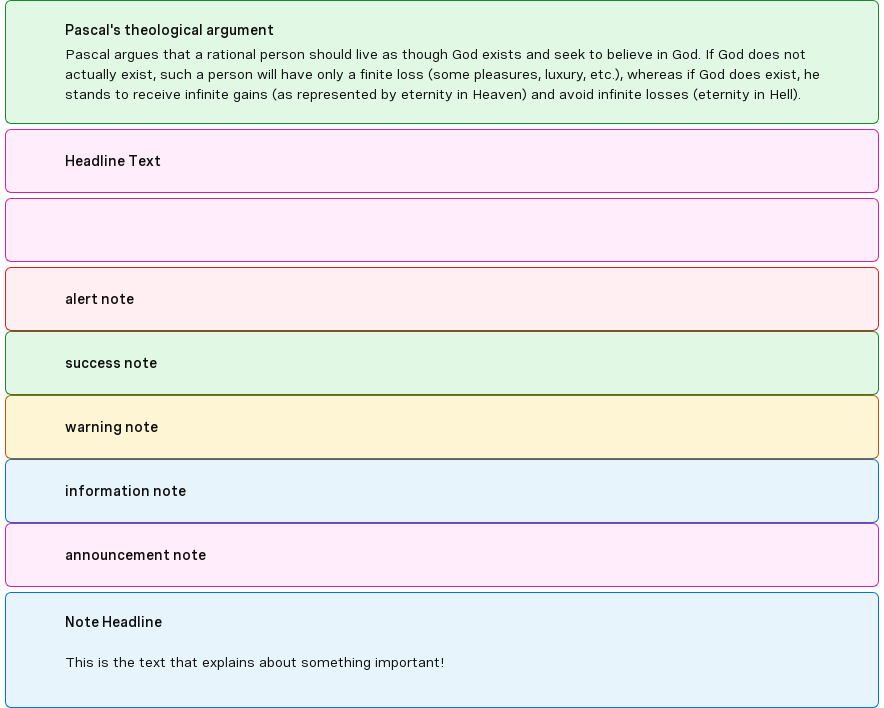 Pascal's theological argument
Pascal argues that a rational person should live as though God exists and seek to believe in God. If God does not
actually exist, such a person will have only a finite loss (some pleasures, luxury, etc.), whereas if God does exist, he
stands to receive infinite gains (as represented by eternity in Heaven) and avoid infinite losses (eternity in Hell).
Headline Text
alert note
success note
warning note
information note
announcement note
Note Headline
This is the text that explains about something important!